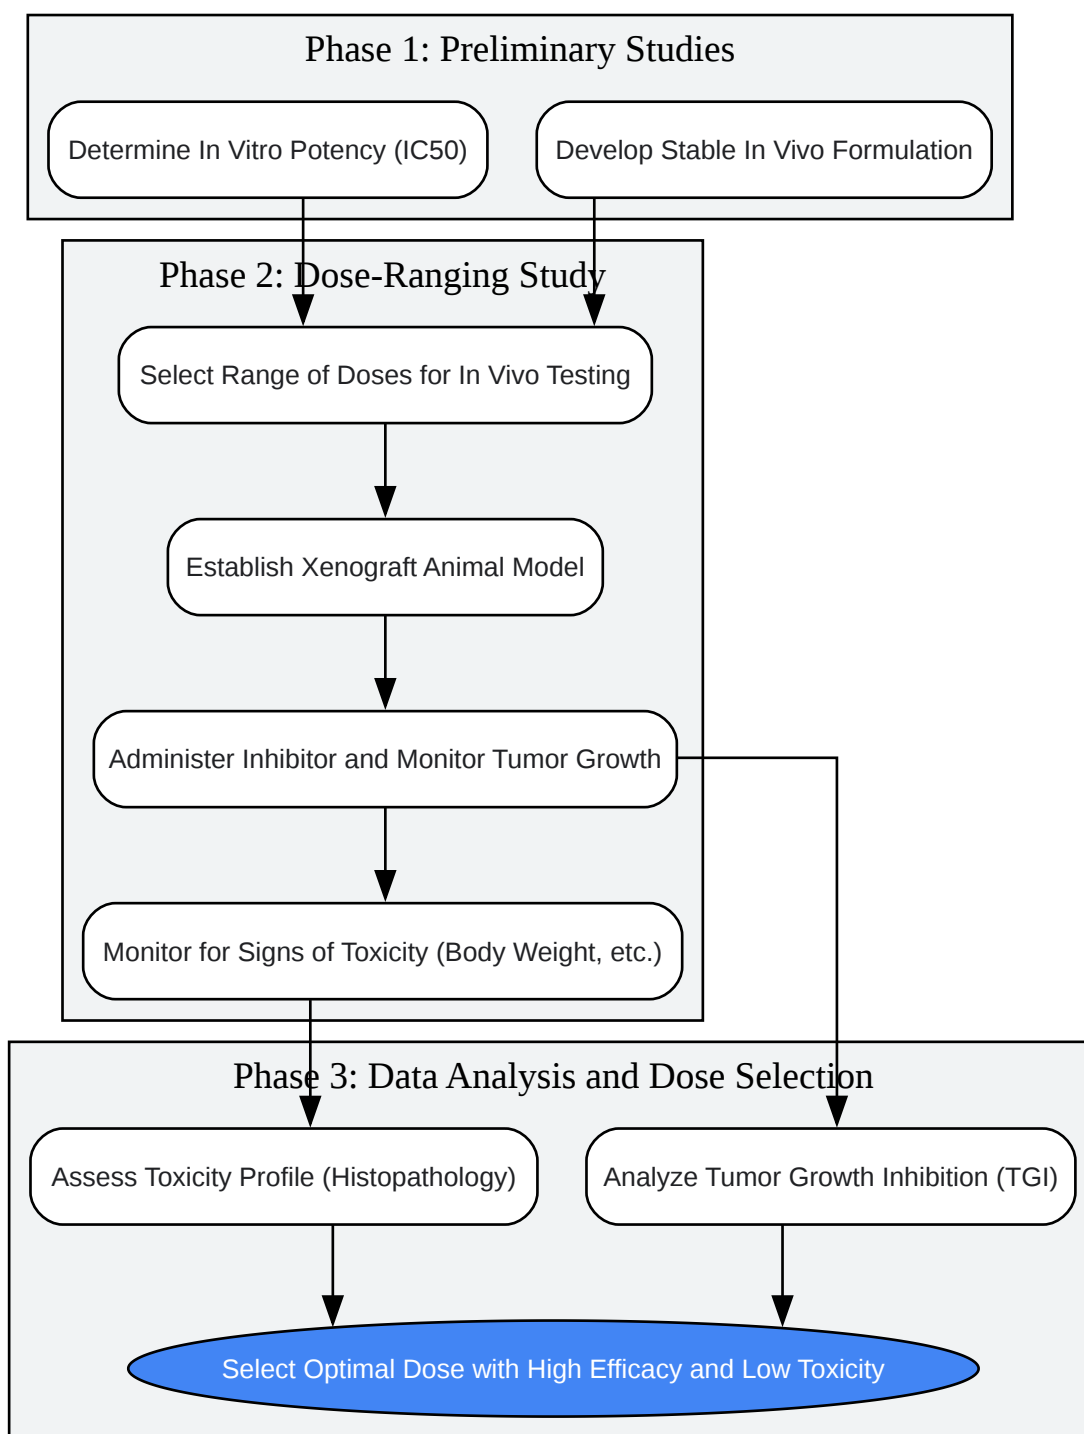 Phase 1: Preliminary Studies
Determine In Vitro Potency (IC50)
Develop Stable In Vivo Formulation
Phase 2: Dose-Ranging Study
Select Range of Doses for In Vivo Testing
Establish Xenograft Animal Model
Administer Inhibitor and Monitor Tumor Growth
Monitor for Signs of Toxicity (Body Weight, etc.)
Phase 3: Data Analysis and Dose Selection
Assess Toxicity Profile (Histopathology)
Analyze Tumor Growth Inhibition (TGI)
Select Optimal Dose with High Efficacy and Low Toxicity